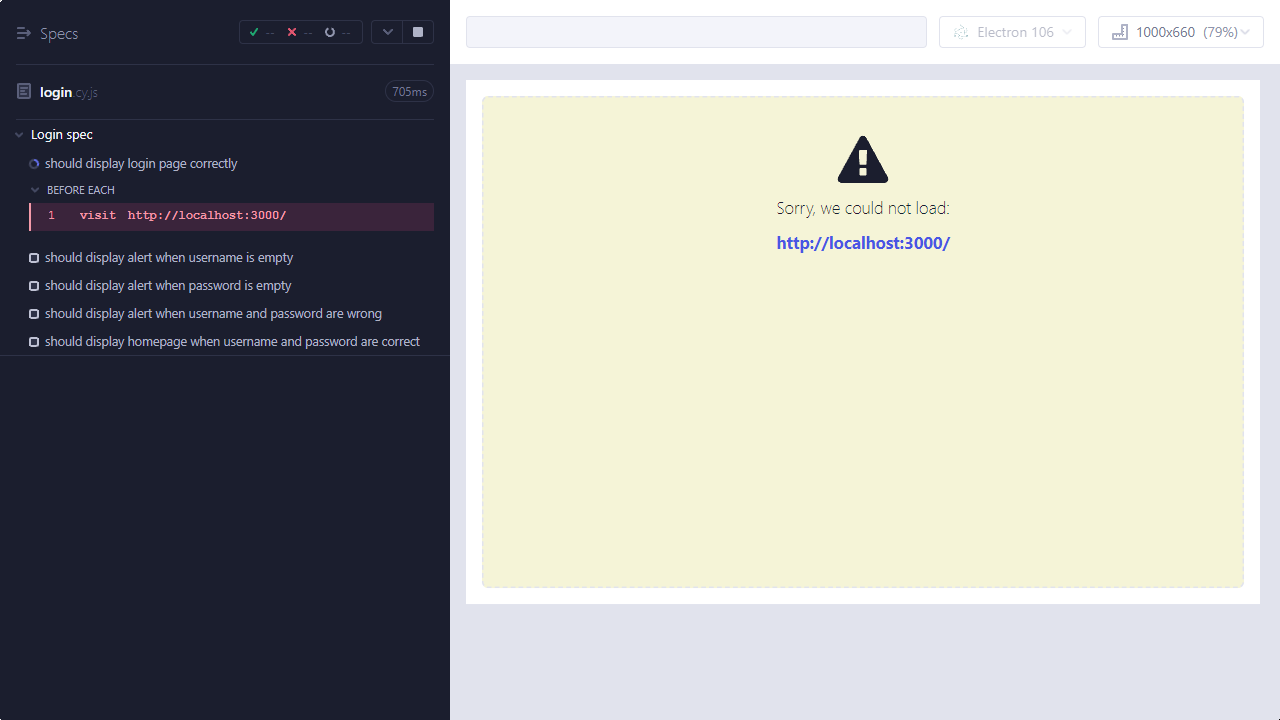 Specs
-- -- --
login.cy.js 705ms
Login spec
should display login page correctly
BEFORE EACH
1 visit http://localhost:3000/
should display alert when username is empty
should display alert when password is empty
should display alert when username and password are wrong
should display homepage when username and password are correct
Electron 106
1000x660 (79%)
Sorry, we could not load:
http://localhost:3000/